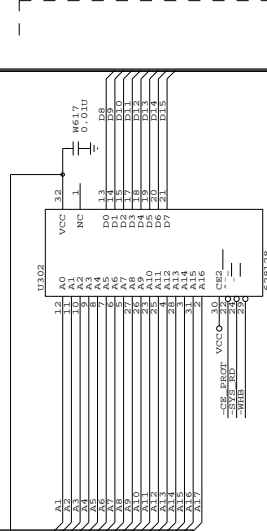 W617
0.01U
D8
D9
D10
D11
D12
D13
D14
D15
32
1
13
14
15
17
18
19
20
21
VCC
NC
D0
D1
D2
D3
D4
D5
D6
D7
U302
A0
A1
A2
A3
A4
A5
A6
A7
A8
A9
A10
A11
A12
A13
A14
A15
A16
CE2
12
11
10
9
8
7
6
5
27
26
23
25
4
28
3
31
2
30
22
24
29
VCC
-CE_PROT
-SYS_RD
-WHB
A1
A2
A3
A4
A5
A6
A7
A8
A9
A10
A11
A12
A13
A14
A15
A16
A17